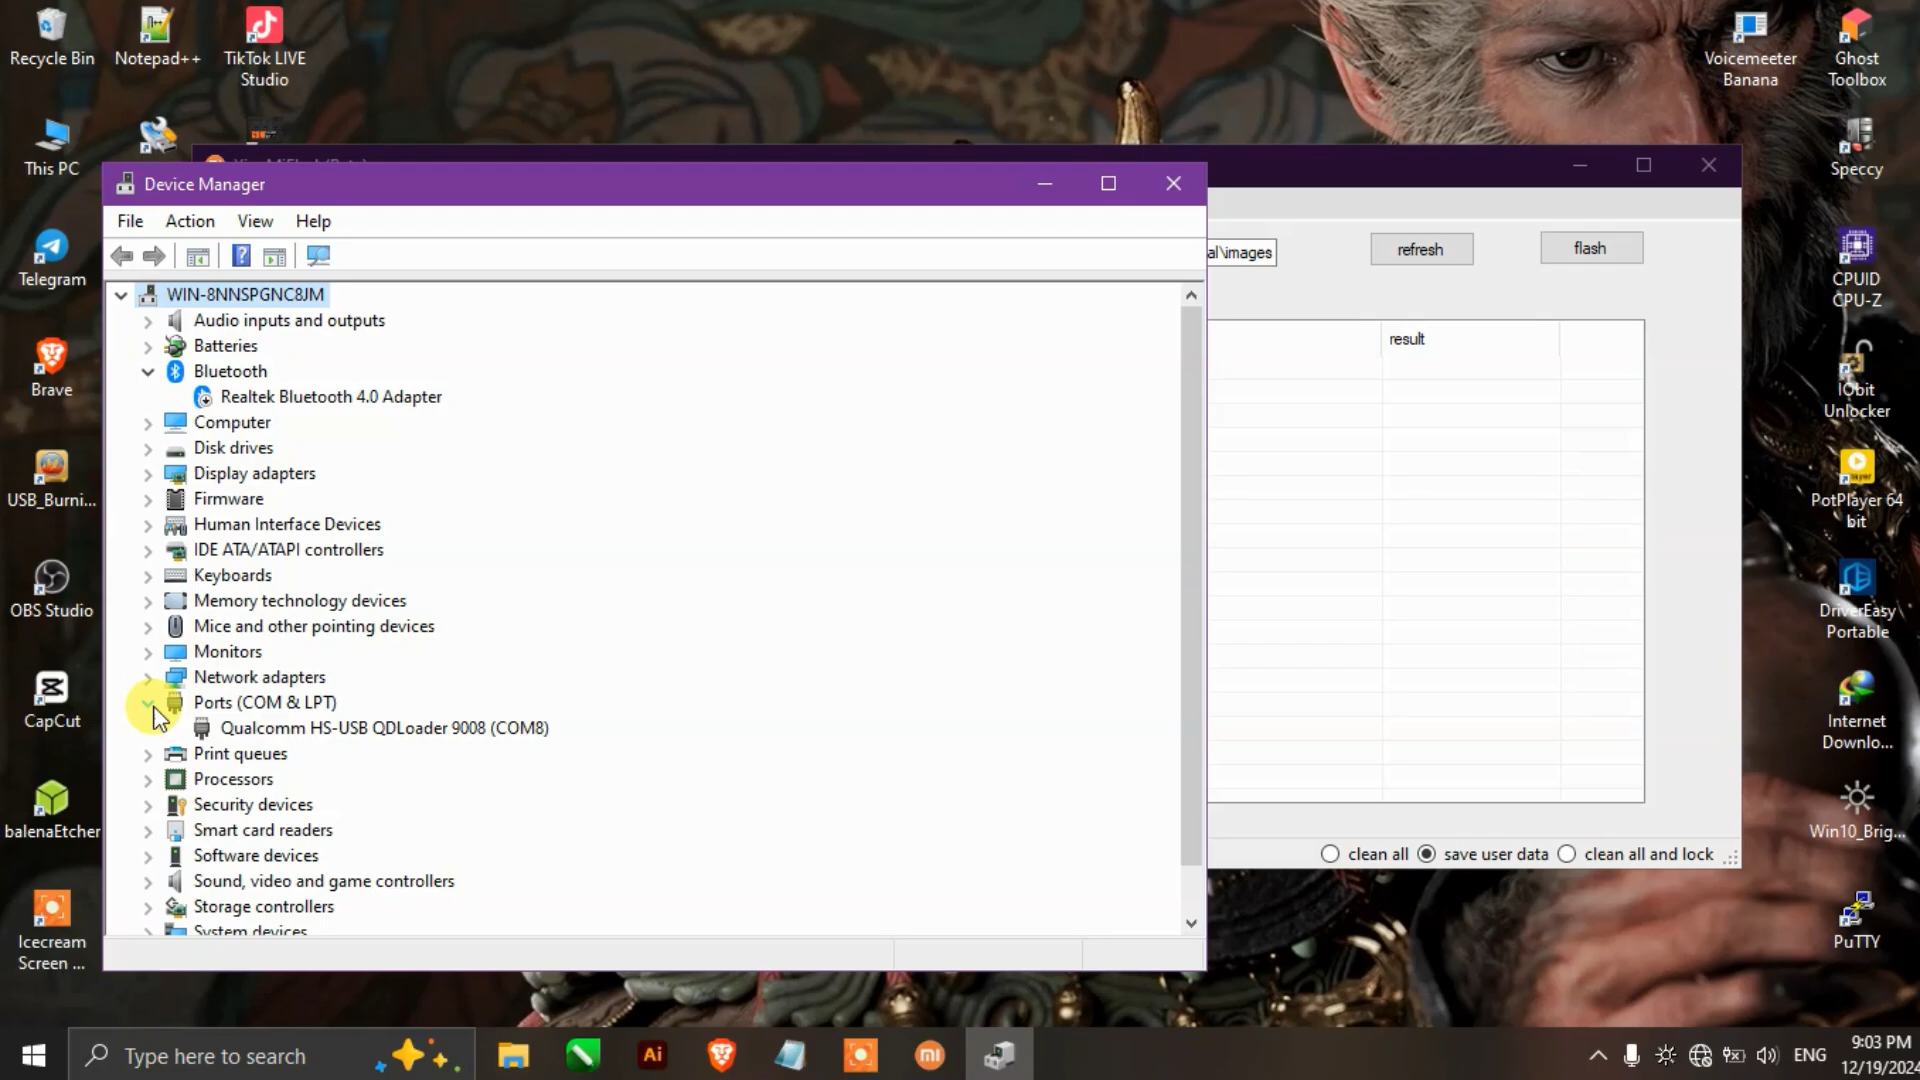 Recycle Bin
Notepad++
TikTok LIVE
Studio
Voicemeeter
Banana
Ghost
Toolbox
This PC
Speccy
Telegram
CPUID
CPU-Z
Brave
IObit
Unlocker
USB_Burni...
PotPlayer 64
bit
OBS Studio
DriverEasy
Portable
CapCut
Internet
Downlo...
balenaEtcher
Win10_Brig...
Icecream
Screen ...
PuTTY
Device Manager
File Action View Help
WIN-8NNSPGNC8JM
Audio inputs and outputs
Batteries
Bluetooth
Realtek Bluetooth 4.0 Adapter
Computer
Disk drives
Display adapters
Firmware
Human Interface Devices
IDE ATA/ATAPI controllers
Keyboards
Memory technology devices
Mice and other pointing devices
Monitors
Network adapters
Ports (COM & LPT)
Qualcomm HS-USB QDLoader 9008 (COM8)
Print queues
Processors
Security devices
Smart card readers
Software devices
Sound, video and game controllers
Storage controllers
System devices
al\images
refresh
flash
result
clean all
save user data
clean all and lock
Type here to search
Ai
mi
ENG
9:03 PM
12/19/2024